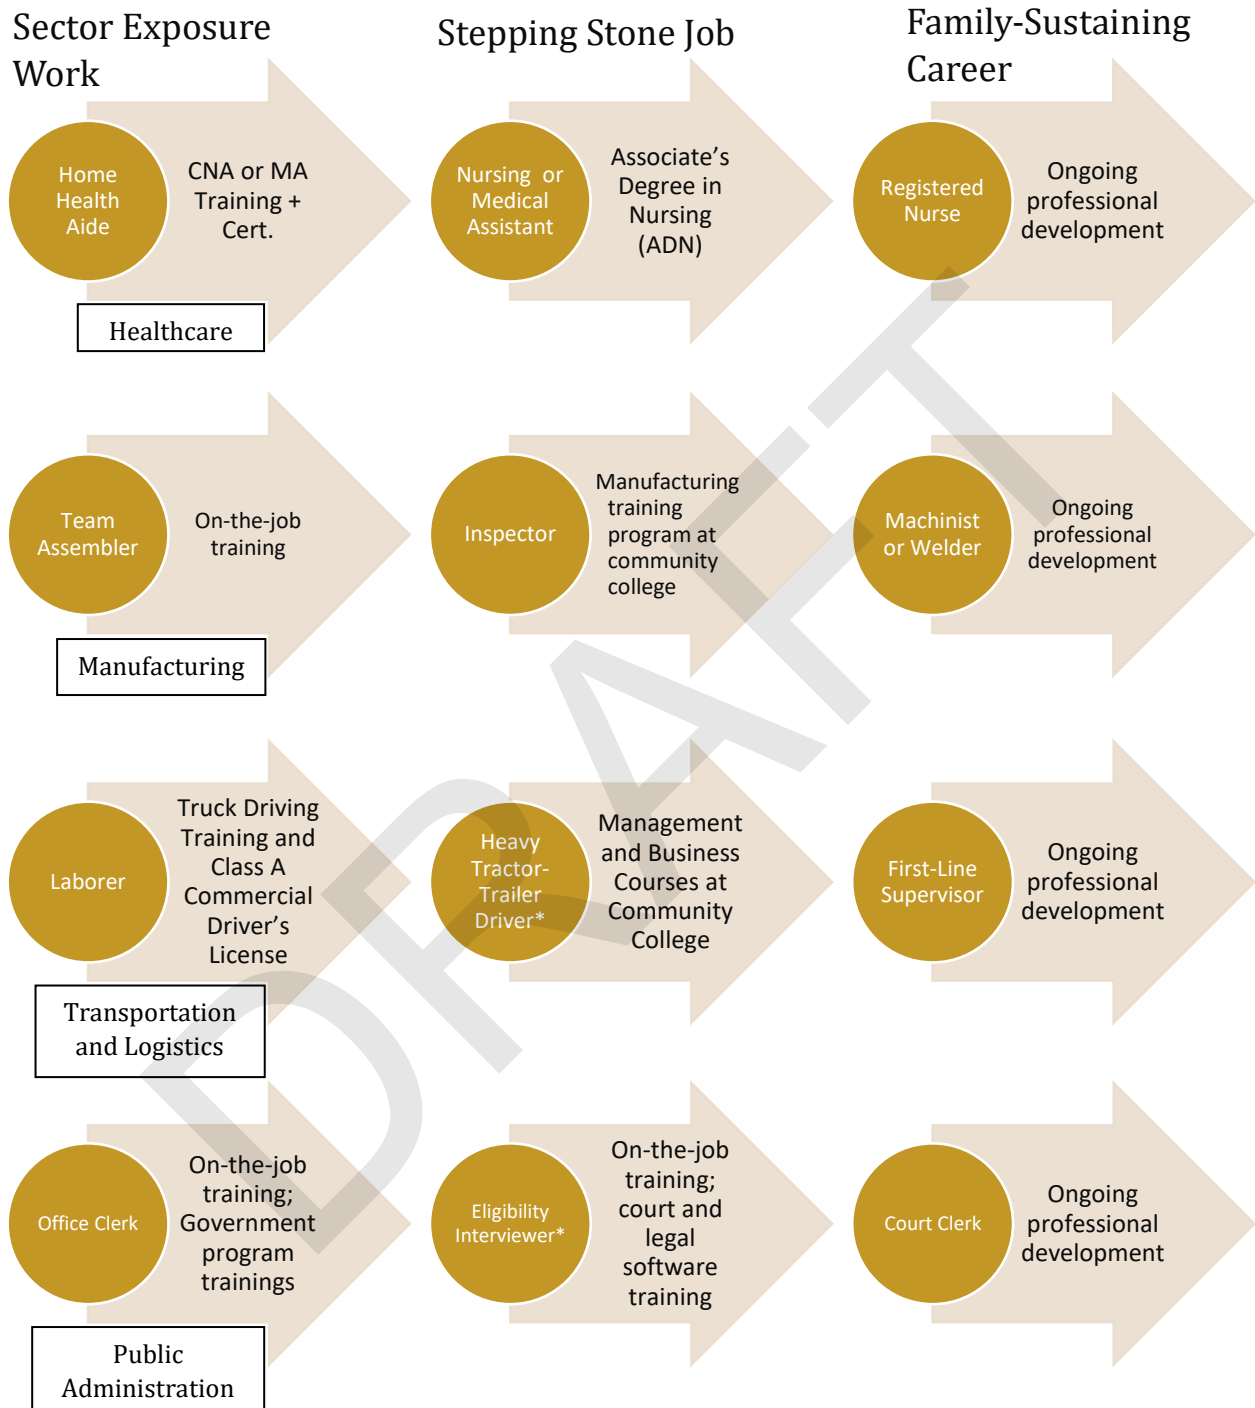 Sector Exposure
Work
Stepping Stone Job
Family-Sustaining
Career
Home
Health
Aide
CNA or MA
Training +
Cert.
Nursing or
Medical
Assistant
Associate’s
Degree in
Nursing
(ADN)
Registered
Nurse
Ongoing
professional
development
Healthcare
Team
Assembler
On-the-job
training
Inspector
Manufacturing
training
program at
community
college
Machinist
or Welder
Ongoing
professional
development
Manufacturing
Laborer
Truck Driving
Training and
Class A
Commercial
Driver’s
License
Heavy
Tractor-
Trailer
Driver*
Management
and Business
Courses at
Community
College
First-Line
Supervisor
Ongoing
professional
development
Transportation
and Logistics
Office Clerk
On-the-job
training;
Government
program
trainings
Eligibility
Interviewer*
On-the-job
training;
court and
legal
software
training
Court Clerk
Ongoing
professional
development
Public
Administration
DRAFT